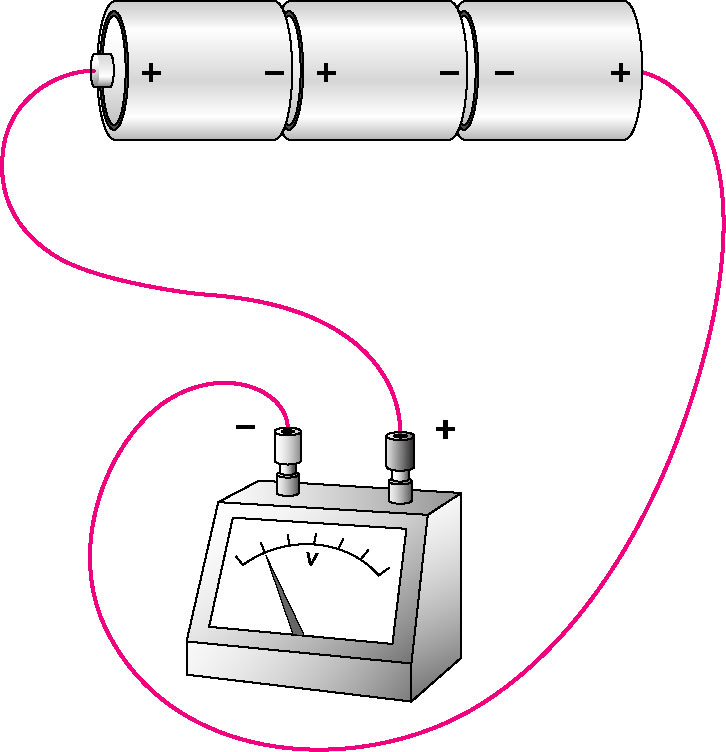 + − + − − +
− +
V